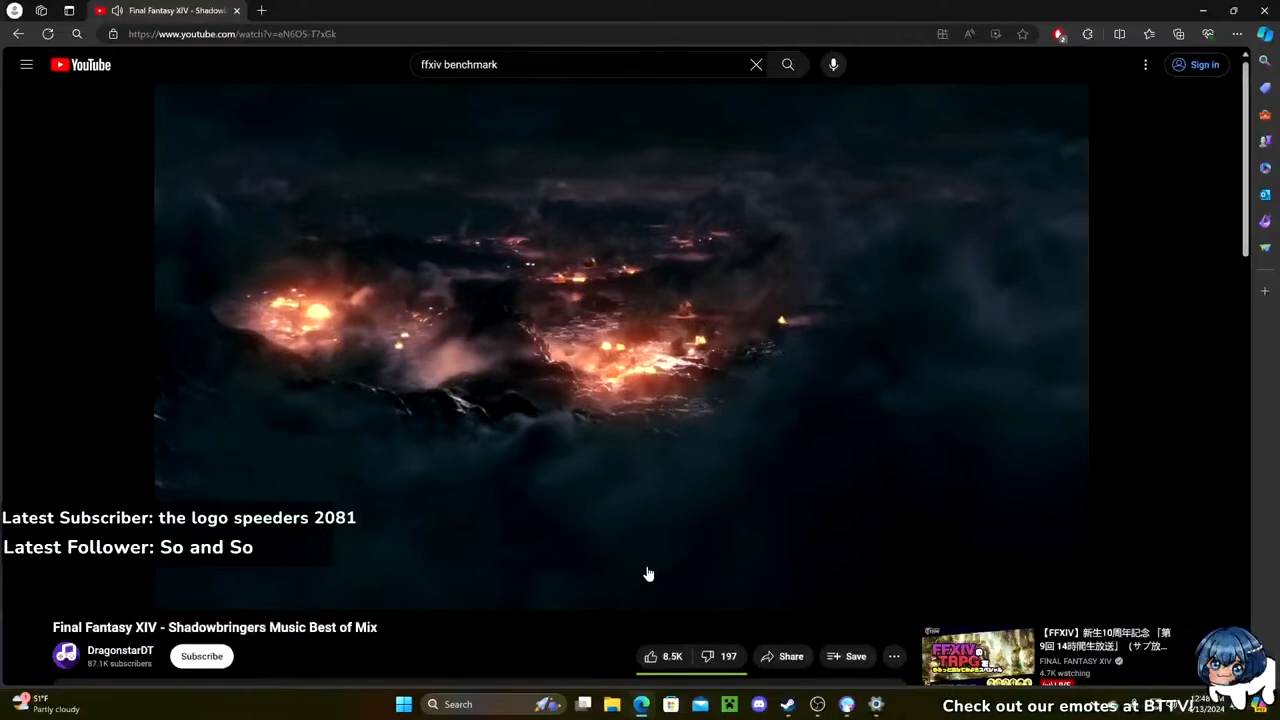 Final Fantasy XIV - Shadow
https://www.youtube.com/watch?v=eN6OS-T7xGk
YouTube
ffxiv benchmark
Sign in
Latest Subscriber: the logo speeders 2081
Latest Follower: So and So
Final Fantasy XIV - Shadowbringers Music Best of Mix
DragonstarDT
87.1K subscribers
Subscribe
8.5K
197
Share
Save
FFXIV
TRPG
【FFXIV】新生10周年記念 「第
9回 14時間生放送」（サブ放...
FINAL FANTASY XIV
4.7K watching
51°F
Partly cloudy
Search
Check out our emotes at BTTV!